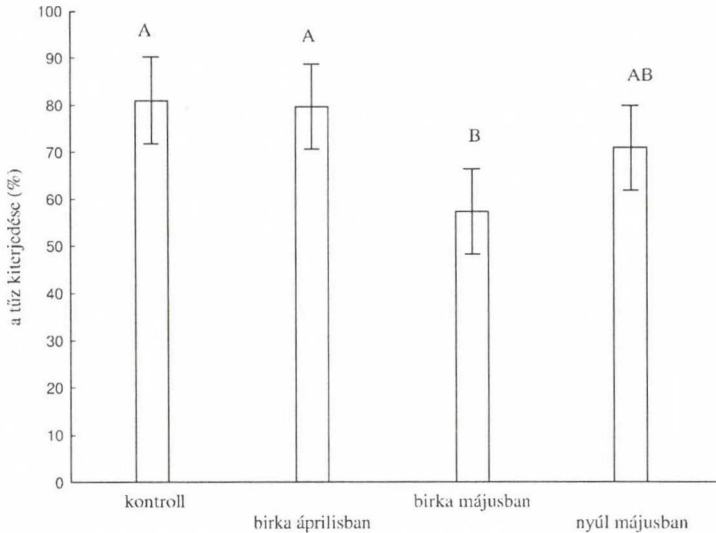 100
90
80
70
60
50
40
30
20
10
0
a tűz kiterjedése (%)
A
A
B
AB
kontroll
birka áprilisban
birka májusban
nyúl májusban